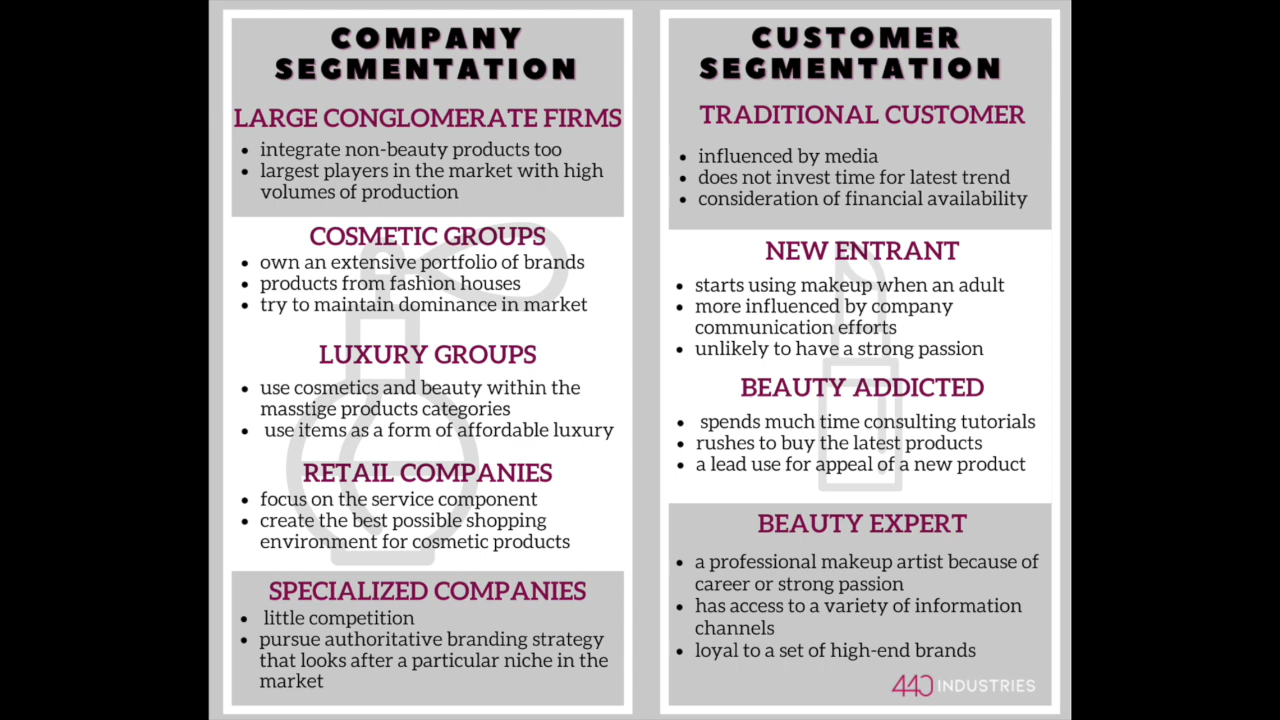 COMPANY
SEGMENTATION
LARGE CONGLOMERATE FIRMS
• integrate non-beauty products too
• largest players in the market with high
volumes of production
COSMETIC GROUPS
• own an extensive portfolio of brands
• products from fashion houses
• try to maintain dominance in market
LUXURY GROUPS
• use cosmetics and beauty within the
masstige products categories
• use items as a form of affordable luxury
RETAIL COMPANIES
• focus on the service component
• create the best possible shopping
environment for cosmetic products
SPECIALIZED COMPANIES
• little competition
• pursue authoritative branding strategy
that looks after a particular niche in the
market
CUSTOMER
SEGMENTATION
TRADITIONAL CUSTOMER
• influenced by media
• does not invest time for latest trend
• consideration of financial availability
NEW ENTRANT
• starts using makeup when an adult
• more influenced by company
communication efforts
• unlikely to have a strong passion
BEAUTY ADDICTED
• spends much time consulting tutorials
• rushes to buy the latest products
• a lead use for appeal of a new product
BEAUTY EXPERT
• a professional makeup artist because of
career or strong passion
• has access to a variety of information
channels
• loyal to a set of high-end brands
440 INDUSTRIES